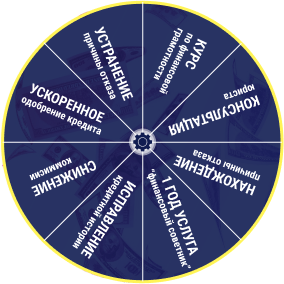 КУРС
по финансовой
грамотности
КОНСУЛЬТАЦИЯ
юриста
НАХОЖДЕНИЕ
причины отказа
1 ГОД УСЛУГА
"финансовый советник"
ИСПРАВЛЕНИЕ
кредитной истории
СНИЖЕНИЕ
комиссии
УСКОРЕННОЕ
одобрение кредита
УСТРАНЕНИЕ
причины отказа